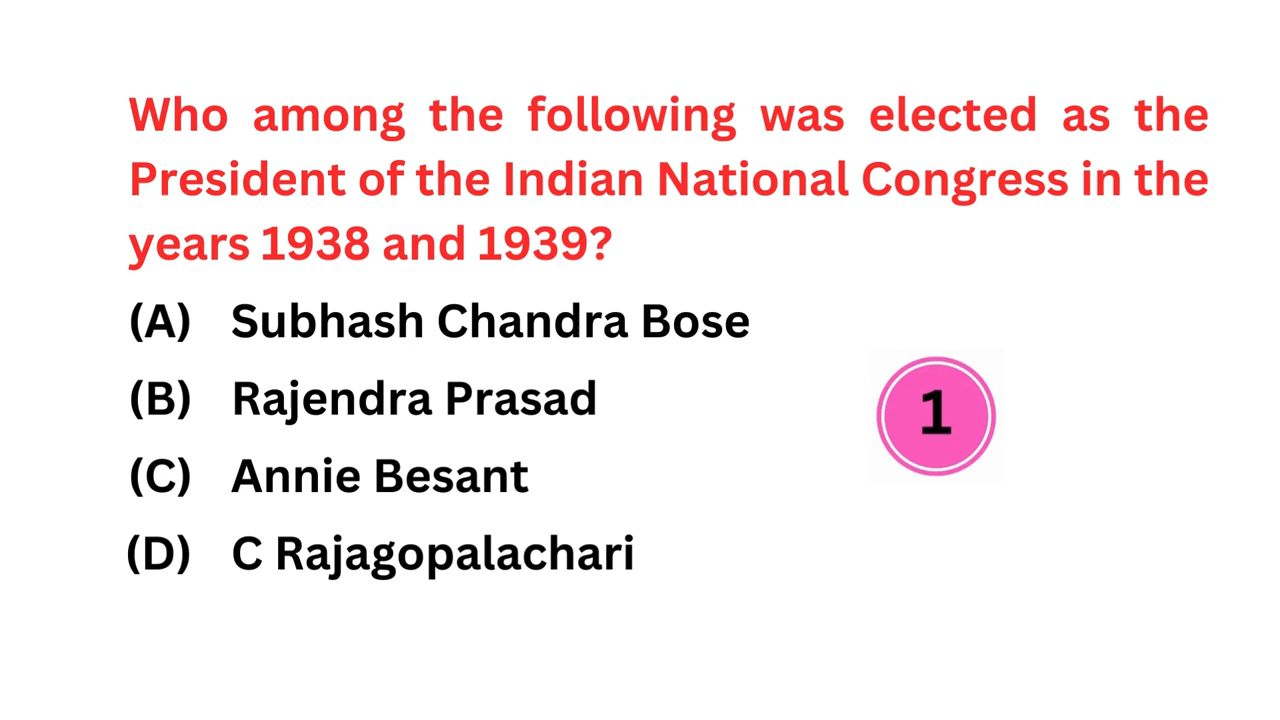 Who among the following was elected as the
President of the Indian National Congress in the
years 1938 and 1939?
(A) Subhash Chandra Bose
(B) Rajendra Prasad
1
(C) Annie Besant
(D) C Rajagopalachari